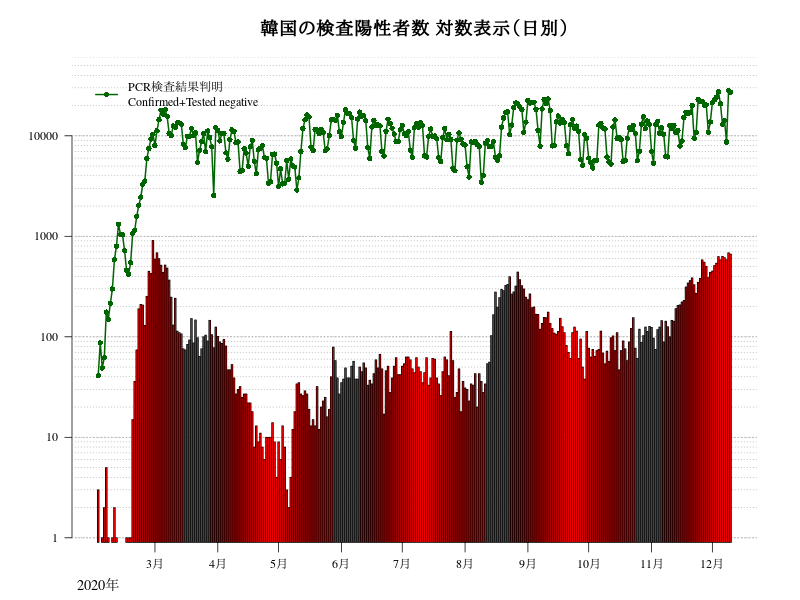 韓国の検査陽性者数 対数表示(日別)
PCR検査結果判明
Confirmed+Tested negative
10000
1000
100
10
1
3月 4月 5月 6月 7月 8月 9月 10月 11月 12月
2020年